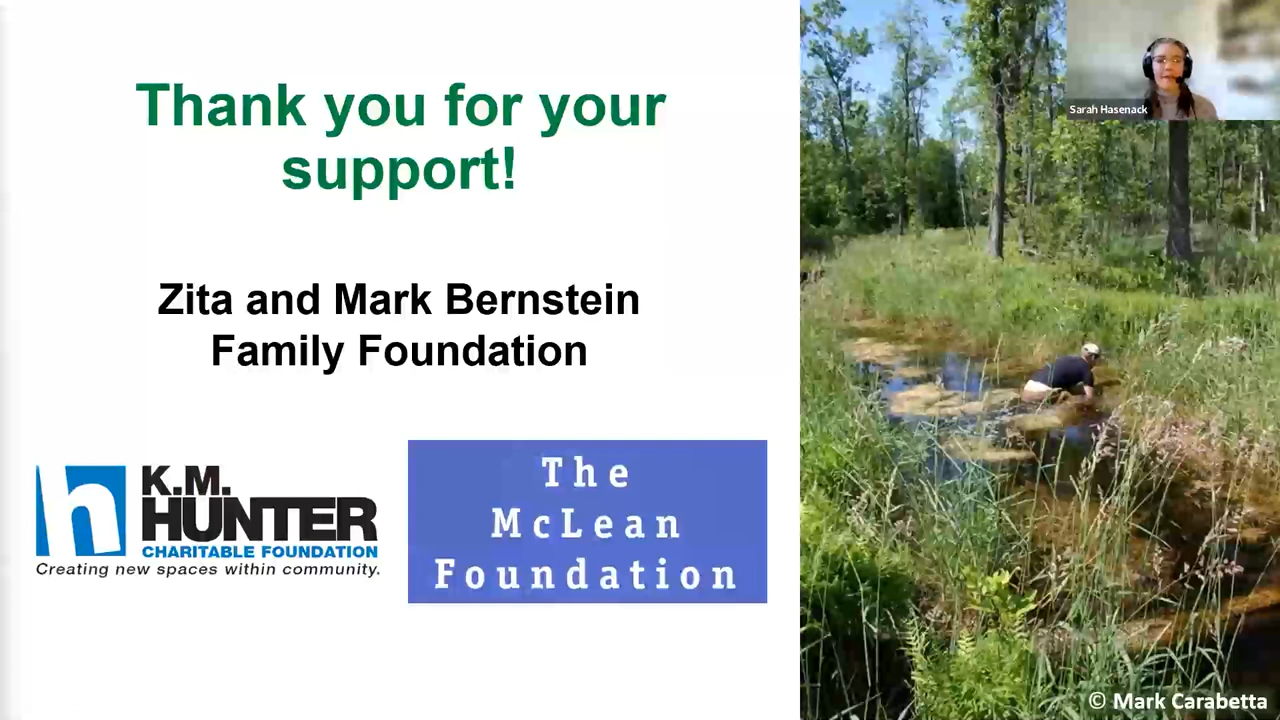 Thank you for your
support!
Zita and Mark Bernstein
Family Foundation
K.M.
HUNTER
CHARITABLE FOUNDATION
Creating new spaces within community.
The
McLean
Foundation
Sarah Hasenack
© Mark Carabetta